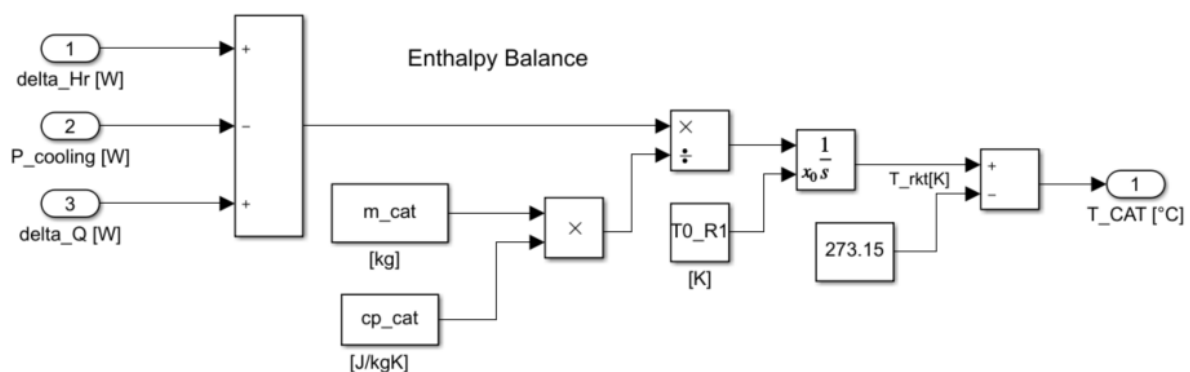 Enthalpy Balance
1
delta_Hr [W]
+
2
P_cooling [W]
−
3
delta_Q [W]
+
m_cat
[kg]
cp_cat
[J/kgK]
×
×
÷
T0_R1
[K]
1
x₀ s
T_rkt[K]
273.15
+
−
1
T_CAT [°C]